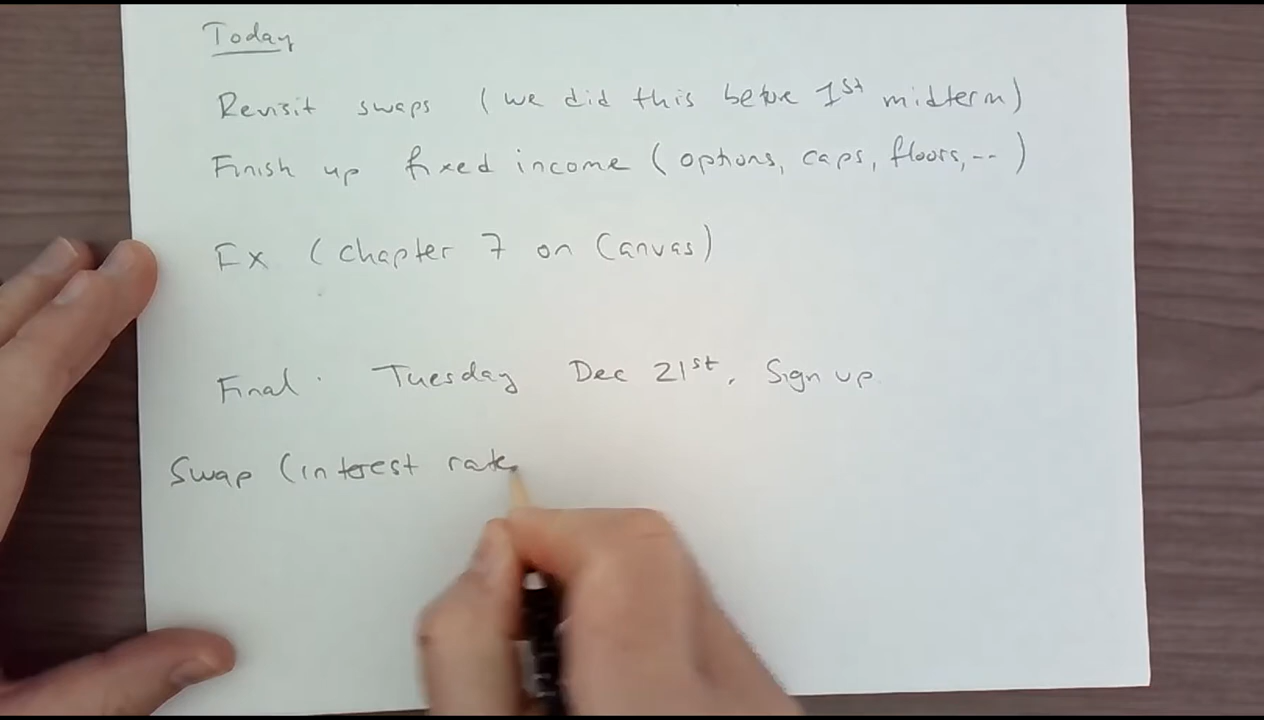 Today
Revisit swaps (we did this before 1st midterm)
Finish up fixed income (options, caps, floors, -- )
Ex (chapter 7 on Canvas)
Final. Tuesday Dec 21st, Sign up
Swap (interest rate